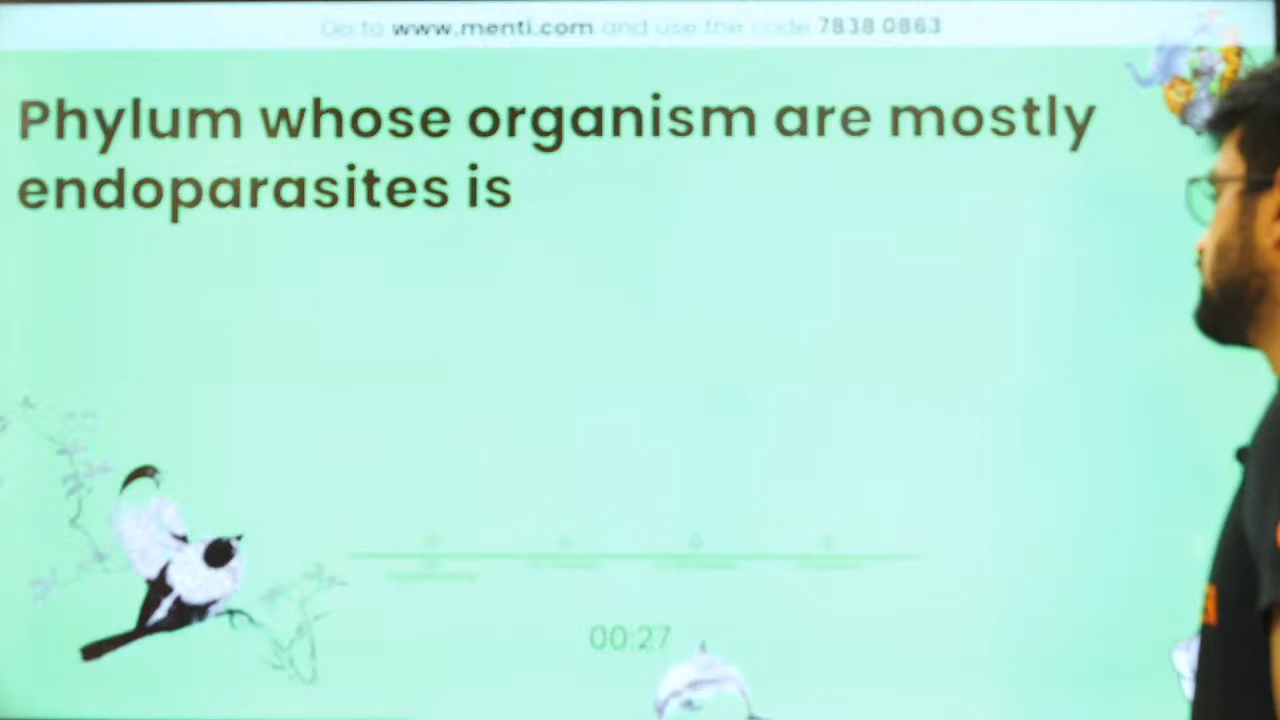 Go to www.menti.com and use the code 7838 0863
Phylum whose organism are mostly
endoparasites is
00:27